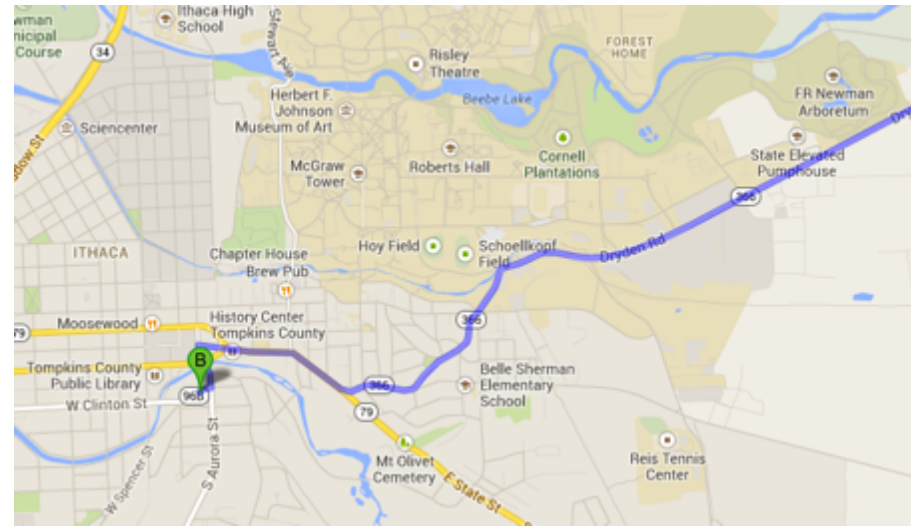 wman
nicipal
Course
Ithaca High
School
34
Stewart Ave
Risley
Theatre
FOREST
HOME
Beebe Lake
FR Newman
Arboretum
Herbert F.
Johnson
Museum of Art
Sciencenter
dow St
Dry
State Elevated
Pumphouse
McGraw
Tower
Roberts Hall
Cornell
Plantations
366
ITHACA
Chapter House
Brew Pub
Hoy Field
Schoellkopf
Field
Dryden Rd
Moosewood
History Center
Tompkins County
366
79
B
Tompkins County
Public Library
Belle Sherman
Elementary
School
366
96B
W Clinton St
79
S Aurora St
W Spencer St
Mt Olivet
Cemetery
E State St
Reis Tennis
Center